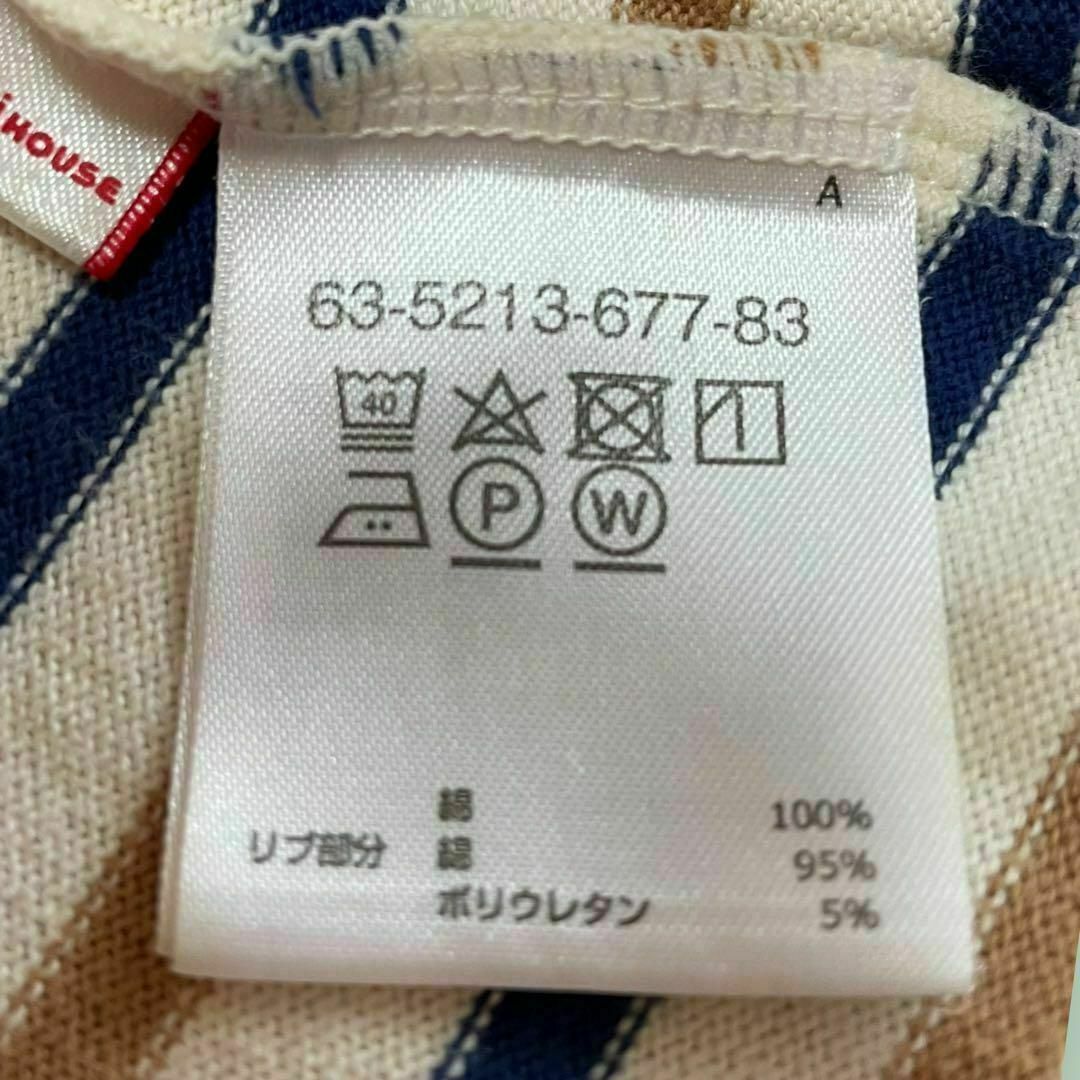 HOUSE
A
63-5213-677-83
40
P W
綿 100%
リブ部分 綿 95%
ポリウレタン 5%